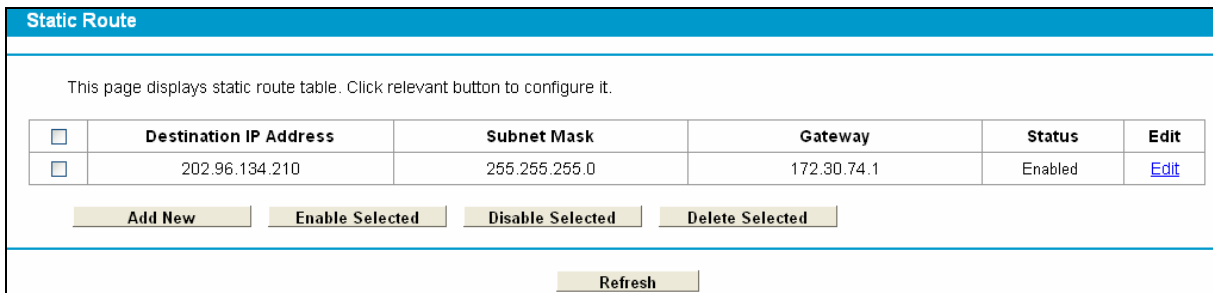 Static Route
This page displays static route table. Click relevant button to configure it.
Destination IP Address Subnet Mask Gateway Status Edit
202.96.134.210 255.255.255.0 172.30.74.1 Enabled Edit
Add New Enable Selected Disable Selected Delete Selected
Refresh